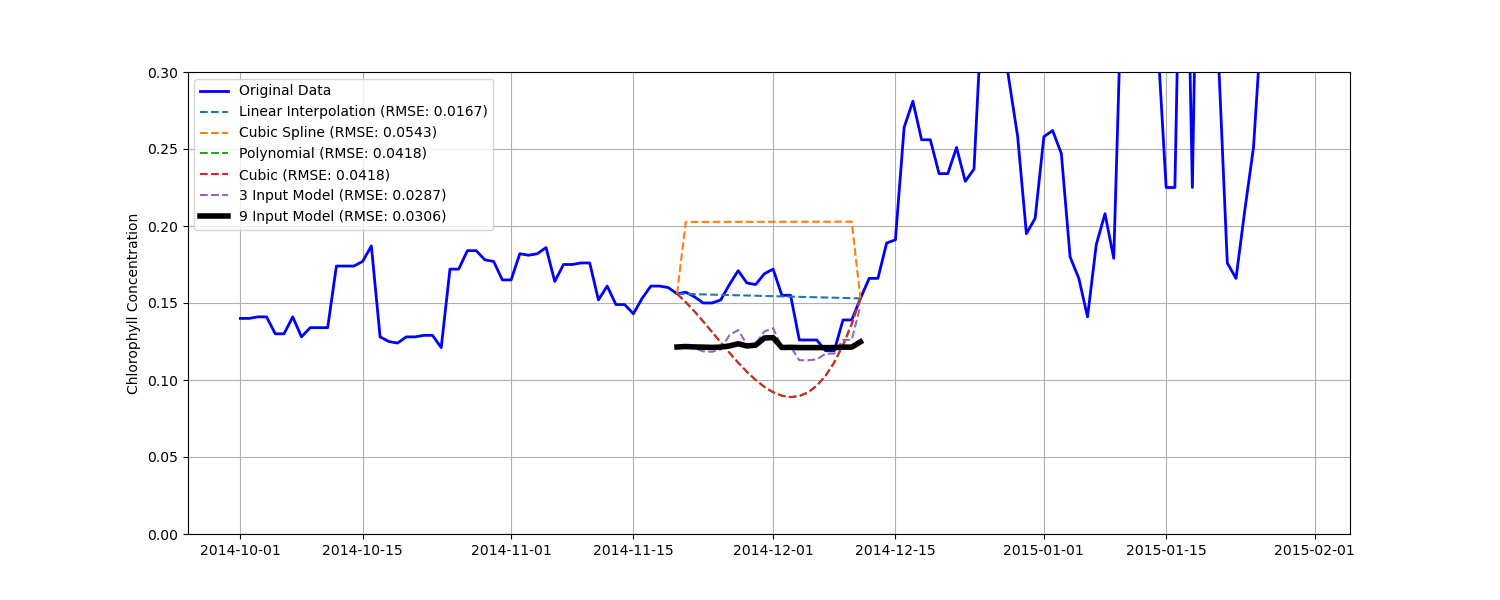 0.30
0.25
0.20
0.15
0.10
0.05
0.00
Chlorophyll Concentration
Original Data
Linear Interpolation (RMSE: 0.0167)
Cubic Spline (RMSE: 0.0543)
Polynomial (RMSE: 0.0418)
Cubic (RMSE: 0.0418)
3 Input Model (RMSE: 0.0287)
9 Input Model (RMSE: 0.0306)
2014-10-01 2014-10-15 2014-11-01 2014-11-15 2014-12-01 2014-12-15 2015-01-01 2015-01-15 2015-02-01